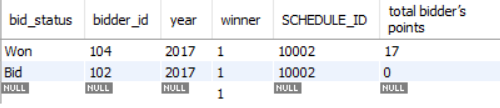 bid_status bidder_id year winner SCHEDULE_ID total bidder's points
Won 104 2017 1 10002 17
Bid 102 2017 1 10002 0
NULL NULL NULL 1 NULL NULL